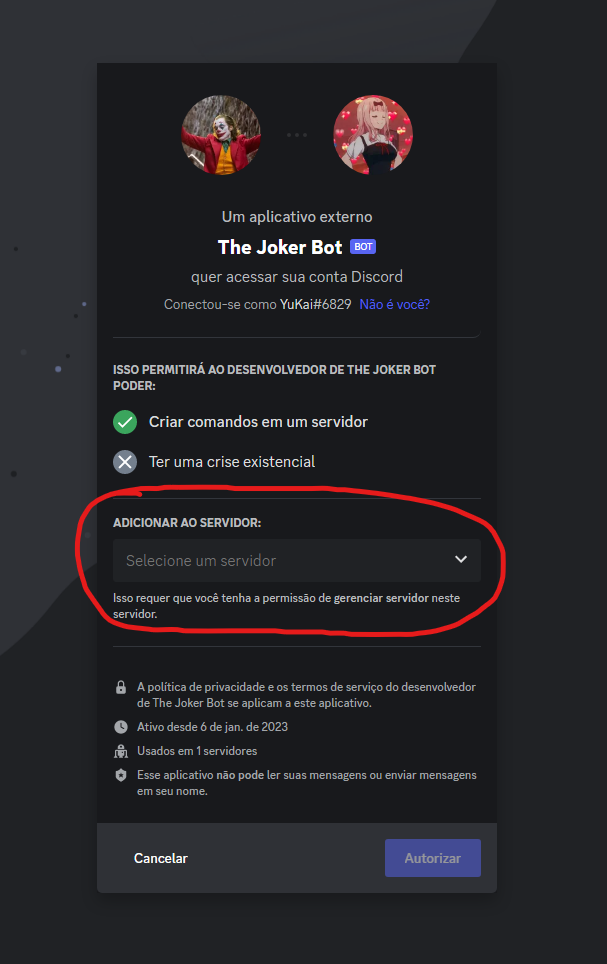 Um aplicativo externo
The Joker Bot BOT
quer acessar sua conta Discord
Conectou-se como YuKai#6829 Não é você?
ISSO PERMITIRÁ AO DESENVOLVEDOR DE THE JOKER BOT
PODER:
Criar comandos em um servidor
Ter uma crise existencial
ADICIONAR AO SERVIDOR:
Selecione um servidor
Isso requer que você tenha a permissão de gerenciar servidor neste
servidor.
A política de privacidade e os termos de serviço do desenvolvedor
de The Joker Bot se aplicam a este aplicativo.
Ativo desde 6 de jan. de 2023
Usados em 1 servidores
Esse aplicativo não pode ler suas mensagens ou enviar mensagens
em seu nome.
Cancelar
Autorizar